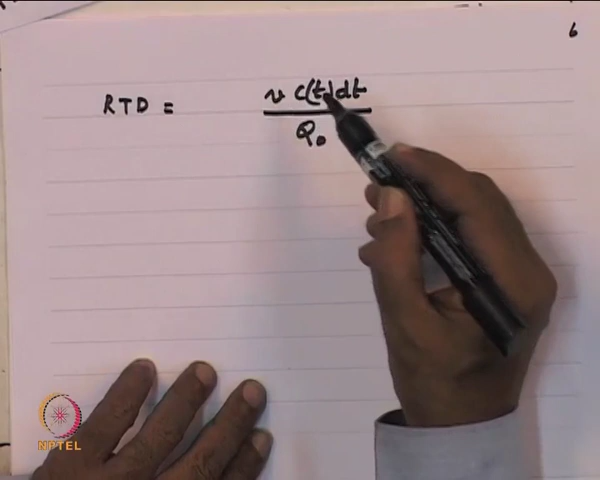 6
RTD = v c(t)dt
Q₀
NPTEL